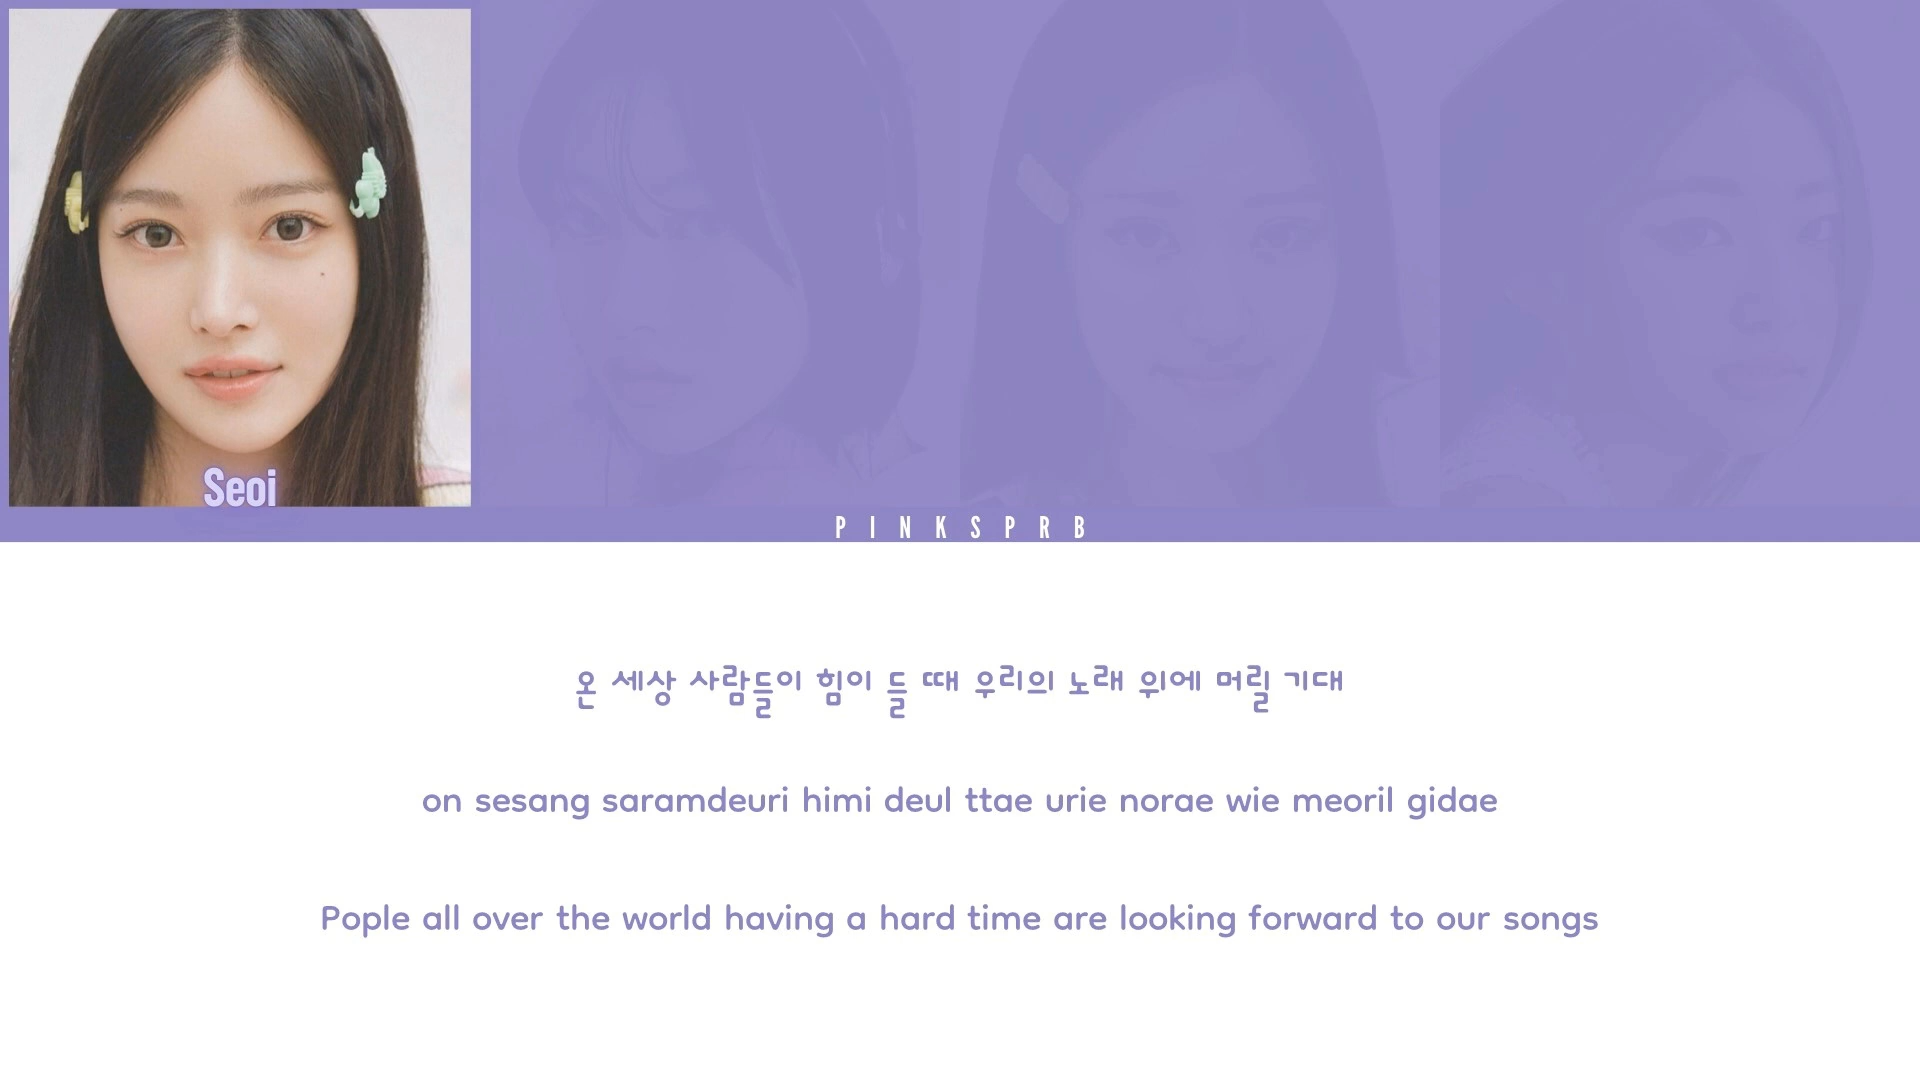 Seoi
PINKSPRB
온 세상 사람들이 힘이 들 때 우리의 노래 위에 머릴 기대
on sesang saramdeuri himi deul ttae urie norae wie meoril gidae
Pople all over the world having a hard time are looking forward to our songs